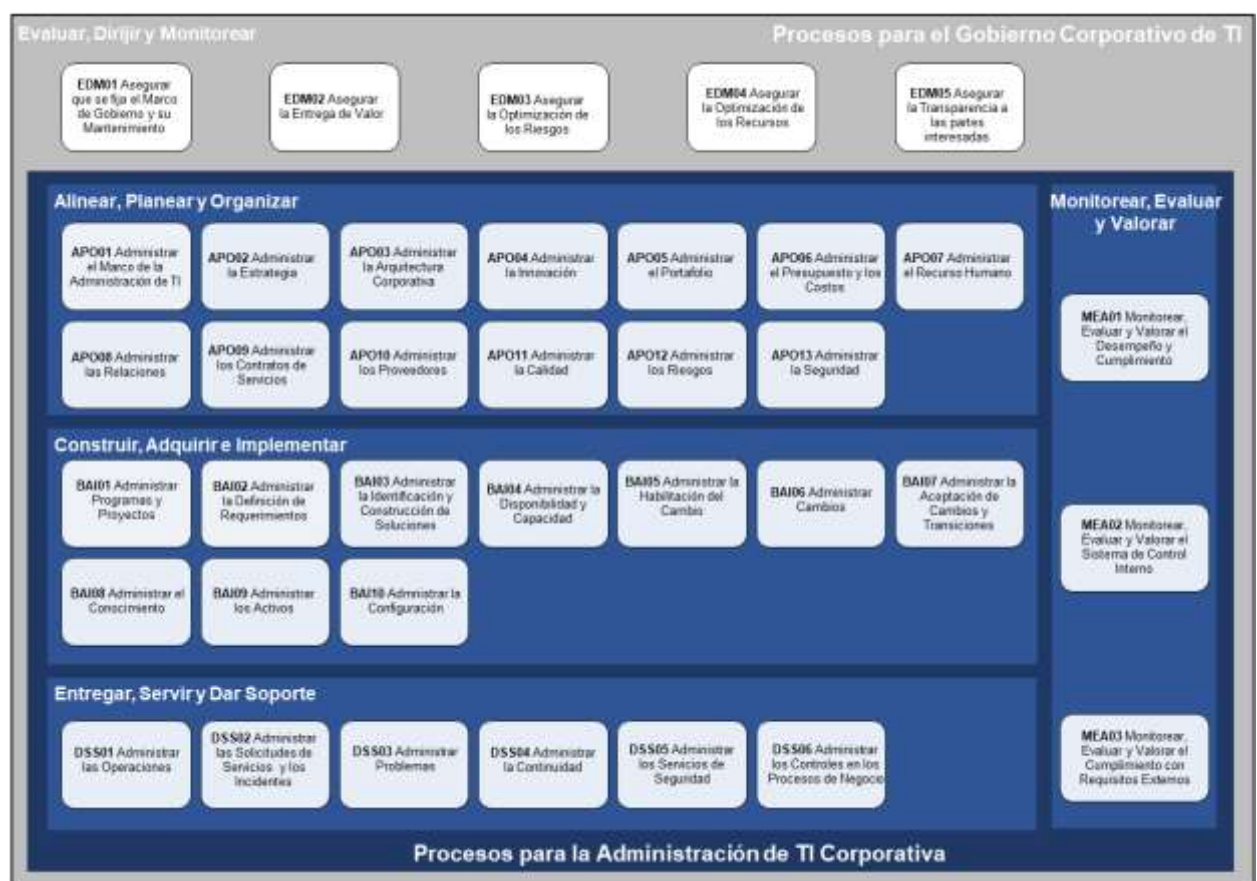 Evaluar, Dirijir y Monitorear
Procesos para el Gobierno Corporativo de TI
EDM01 Asegurar
que se fija el Marco
de Gobierno y su
Mantenimiento
EDM02 Asegurar
la Entrega de Valor
EDM03 Asegurar
la Optimización de
los Riesgos
EDM04 Asegurar
la Optimización de
los Recursos
EDM05 Asegurar
la Transparencia a
las partes
interesadas
Alinear, Planear y Organizar
APO01 Administrar
el Marco de la
Administración de TI
APO02 Administrar
la Estrategia
APO03 Administrar
la Arquitectura
Corporativa
APO04 Administrar
la Innovación
APO05 Administrar
el Portafolio
APO06 Administrar
el Presupuesto y los
Costos
APO07 Administrar
el Recurso Humano
APO08 Administrar
las Relaciones
APO09 Administrar
los Contratos de
Servicios
APO10 Administrar
los Proveedores
APO11 Administrar
la Calidad
APO12 Administrar
los Riesgos
APO13 Administrar
la Seguridad
Construir, Adquirir e Implementar
BAI01 Administrar
Programas y
Proyectos
BAI02 Administrar
la Definición de
Requerimientos
BAI03 Administrar
la Identificación y
Construcción de
Soluciones
BAI04 Administrar la
Disponibilidad y
Capacidad
BAI05 Administrar la
Habilitación del
Cambio
BAI06 Administrar
Cambios
BAI07 Administrar la
Aceptación de
Cambios y
Transiciones
BAI08 Administrar el
Conocimiento
BAI09 Administrar
los Activos
BAI10 Administrar la
Configuración
Entregar, Servir y Dar Soporte
DSS01 Administrar
las Operaciones
DSS02 Administrar
las Solicitudes de
Servicios y los
Incidentes
DSS03 Administrar
Problemas
DSS04 Administrar
la Continuidad
DSS05 Administrar
los Servicios de
Seguridad
DSS06 Administrar
los Controles en los
Procesos de Negocio
Monitorear, Evaluar
y Valorar
MEA01 Monitorear,
Evaluar y Valorar el
Desempeño y
Cumplimiento
MEA02 Monitorear,
Evaluar y Valorar el
Sistema de Control
Interno
MEA03 Monitorear,
Evaluar y Valorar el
Cumplimiento con
Requisitos Externos
Procesos para la Administración de TI Corporativa